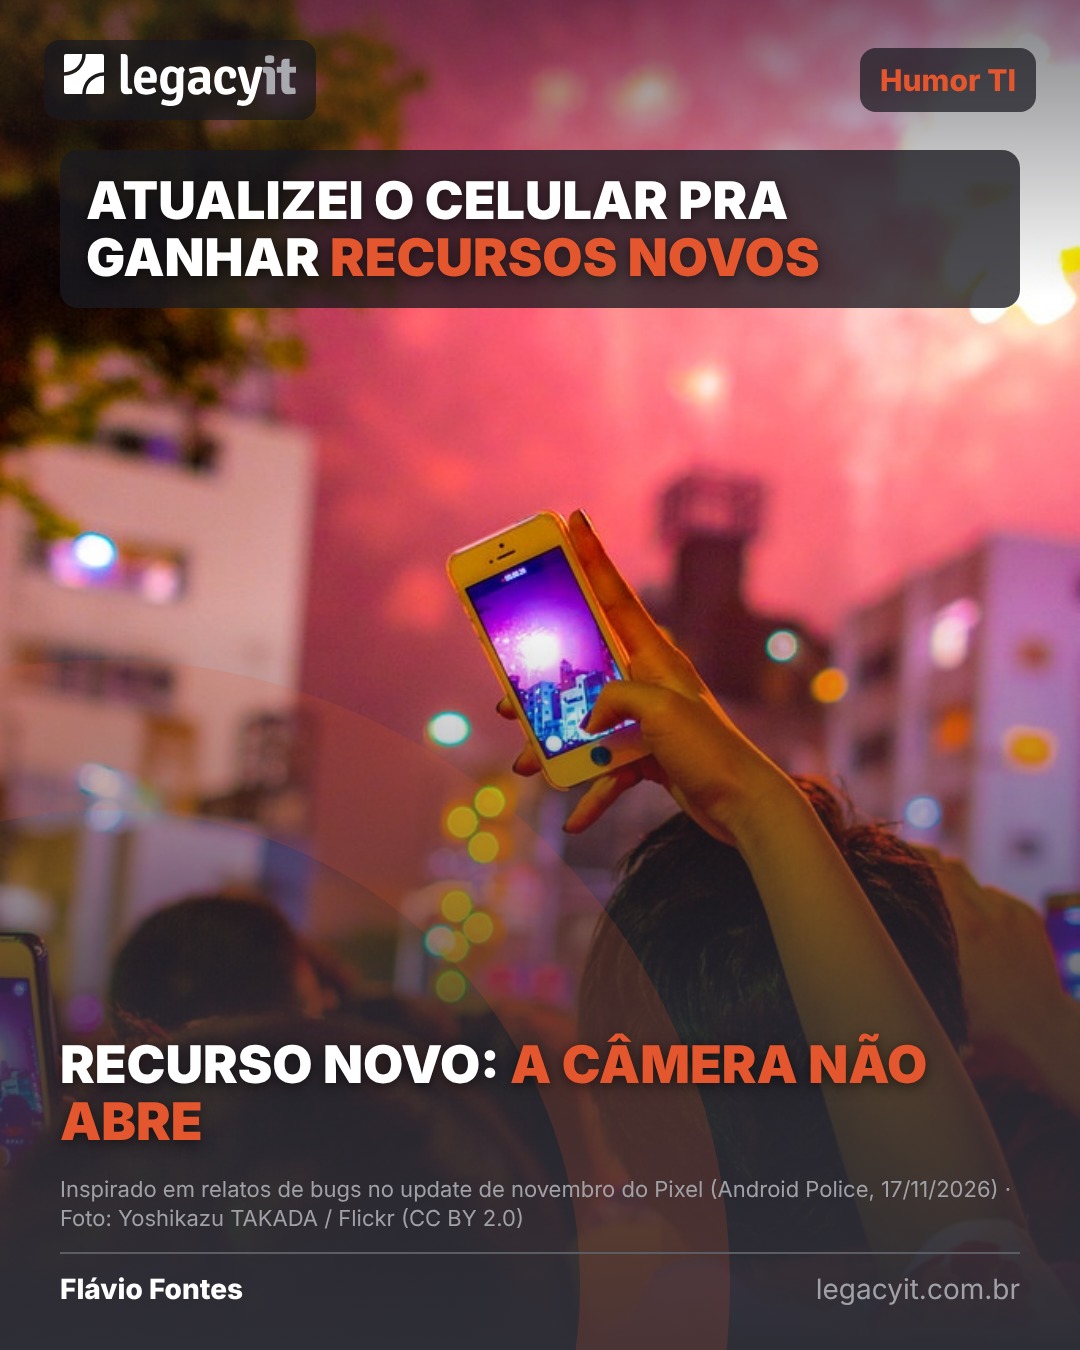 legacyit
Humor TI
ATUALIZEI O CELULAR PRA
GANHAR RECURSOS NOVOS
RECURSO NOVO: A CÂMERA NÃO
ABRE
Inspirado em relatos de bugs no update de novembro do Pixel (Android Police, 17/11/2026) ·
Foto: Yoshikazu TAKADA / Flickr (CC BY 2.0)
Flávio Fontes
legacyit.com.br